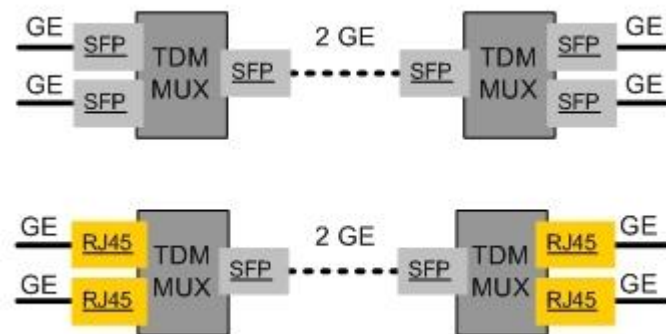 GE SFP TDM MUX SFP 2 GE SFP TDM MUX SFP GE
GE SFP SFP GE
GE RJ45 TDM MUX SFP 2 GE SFP TDM MUX RJ45 GE
GE RJ45 RJ45 GE